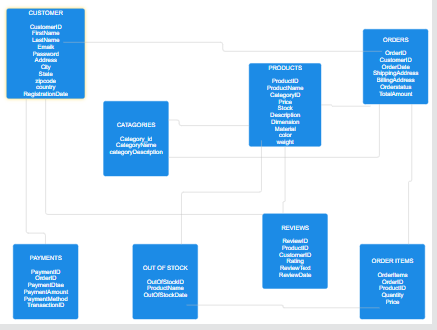 CUSTOMER
CustomerID
FirstName
LastName
Email
Password
Address
City
State
zipcode
country
RegistrationDate
ORDERS
OrderID
CustomerID
OrderDate
ShippingAddress
BillingAddress
Orderstatus
TotalAmount
PRODUCTS
ProductID
ProductName
CategoryID
Price
Stock
Description
Dimension
Material
color
weight
CATAGORIES
Category_id
CategoryName
categoryDescription
REVIEWS
ReviewID
ProductID
CustomerID
Rating
ReviewText
ReviewDate
PAYMENTS
PaymentID
OrderID
PaymentAmount
PaymentMethod
TransactionID
OUT OF STOCK
OutOfStockID
ProductName
OutOfStockDate
ORDER ITEMS
OrderItems
OrderID
ProductID
Quantity
Price